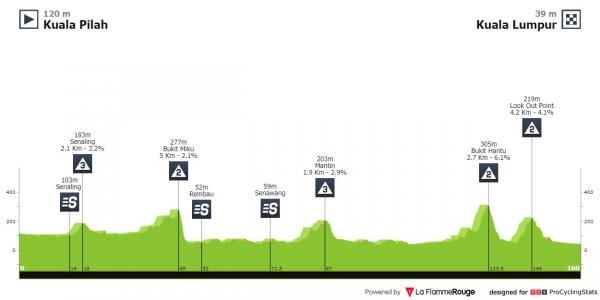 120 m
Kuala Pilah
39 m
Kuala Lumpur
219m
Look Out Point
4.2 Km - 4.1%
2
183m
Senaling
2.1 Km - 3.2%
3
277m
Bukit Miku
5 Km - 2.1%
2
305m
Bukit Hantu
2.7 Km - 6.1%
2
203m
Mantin
1.9 Km - 2.9%
3
103m
Senaling
S
52m
Rembau
S
59m
Senawang
S
400
200
0
400
200
0
0
14
18
45
52
71.5
87
133.5
146
160
Powered by La FlammeRouge
designed for PCS ProCyclingStats